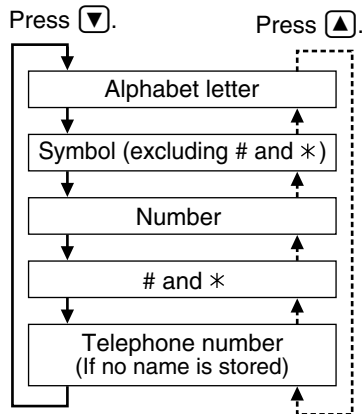 Press ▼.
Press ▲.
Alphabet letter
Symbol (excluding # and ＊)
Number
# and ＊
Telephone number
(If no name is stored)